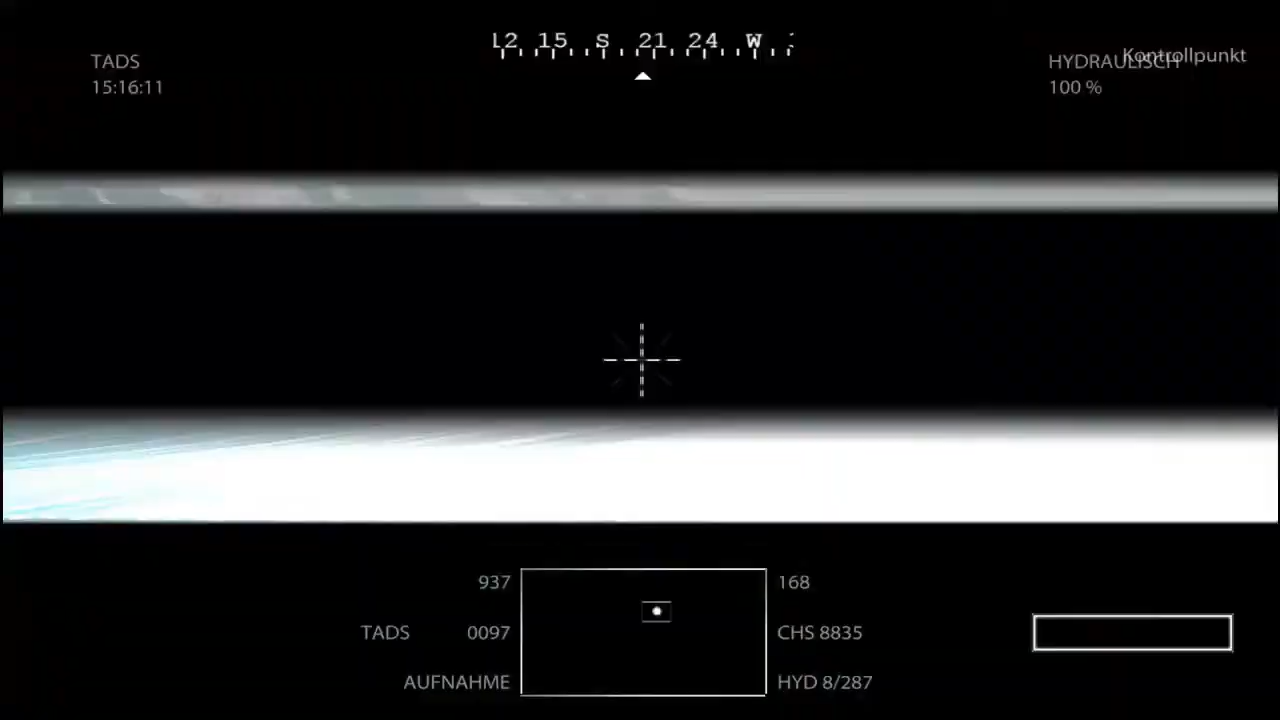 12 15 S 21 24 W
Kontrollpunkt
TADS
HYDRAULISCH
15:16:11
100 %
937
168
TADS 0097
CHS 8835
AUFNAHME
HYD 8/287